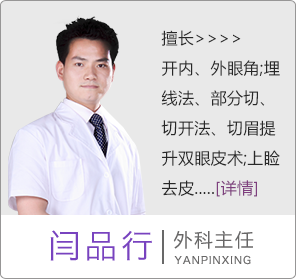 擅长>>>>
开内、外眼角;埋
线法、部分切、
切开法、切眉提
升双眼皮术;上睑
去皮.....[详情]
闫品行
外科主任
YANPINXING